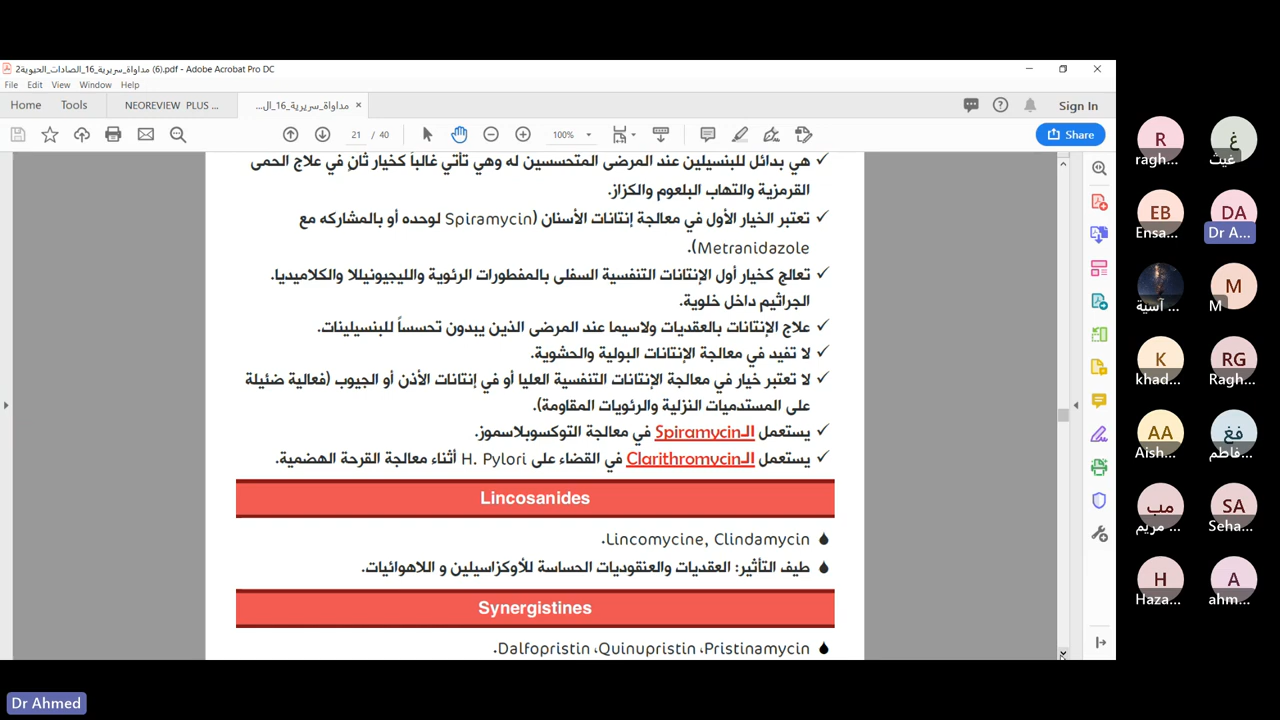 مداواة_سريرية_16_الصادات_الحيوية2 (6).pdf - Adobe Acrobat Pro DC
File Edit View Window Help
Home Tools NEOREVIEW PLUS ... مداواة_سريرية_16_ال... × Sign In
21 / 40 100% Share
هي بدائل للبنسيلين عند المرضى المتحسسين له وهي تأتي غالباً كخيار ثانٍ في علاج الحمى
القرمزية والتهاب البلعوم والكزاز.
تعتبر الخيار الأول في معالجة إنتانات الأسنان (Spiramycin لوحده أو بالمشاركه مع
Metranidazole).
تعالج كخيار أول الإنتانات التنفسية السفلى بالمفطورات الرئوية والليجيونيللا والكلاميديا.
الجراثيم داخل خلوية.
علاج الإنتانات بالعقديات ولاسيما عند المرضى الذين يبدون تحسساً للبنسيلينات.
لا تفيد في معالجة الإنتانات البولية والحشوية.
لا تعتبر خيار في معالجة الإنتانات التنفسية العليا أو في إنتانات الأذن أو الجيوب (فعالية ضئيلة
على المستدميات النزلية والرئويات المقاومة).
يستعمل الـSpiramycin في معالجة التوكسوبلاسموز.
يستعمل الـClarithromycin في القضاء على H. Pylori أثناء معالجة القرحة الهضمية.
Lincosanides
Lincomycine, Clindamycin.
طيف التأثير: العقديات والعنقوديات الحساسة للأوكزاسيلين و اللاهوائيات.
Synergistines
Pristinamycin، Quinupristin، Dalfopristin.
R غ
ragh... غيث
EB DA
Ensa... Dr A...
M
آسية ... M
K RG
khad... Ragh...
AA فغ
Aish... فاطم...
مب SA
مريم ... Seha...
H A
Haza... ahm...
Dr Ahmed